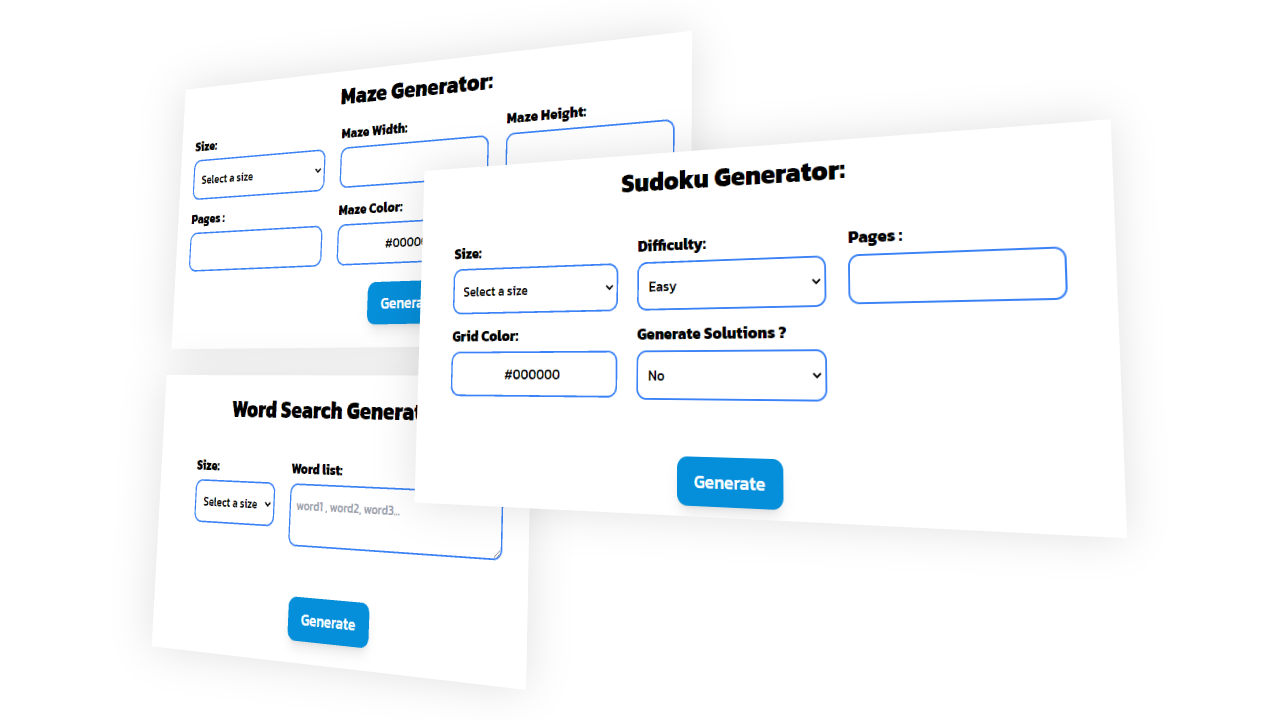 Maze Generator:
Size:
Maze Width:
Maze Height:
Select a size
Pages :
Maze Color:
#0000
Genera
Sudoku Generator:
Size:
Difficulty:
Pages :
Select a size
Easy
Grid Color:
Generate Solutions ?
#000000
No
Generate
Word Search Generat
Size:
Word list:
Select a size
word1, word2, word3...
Generate